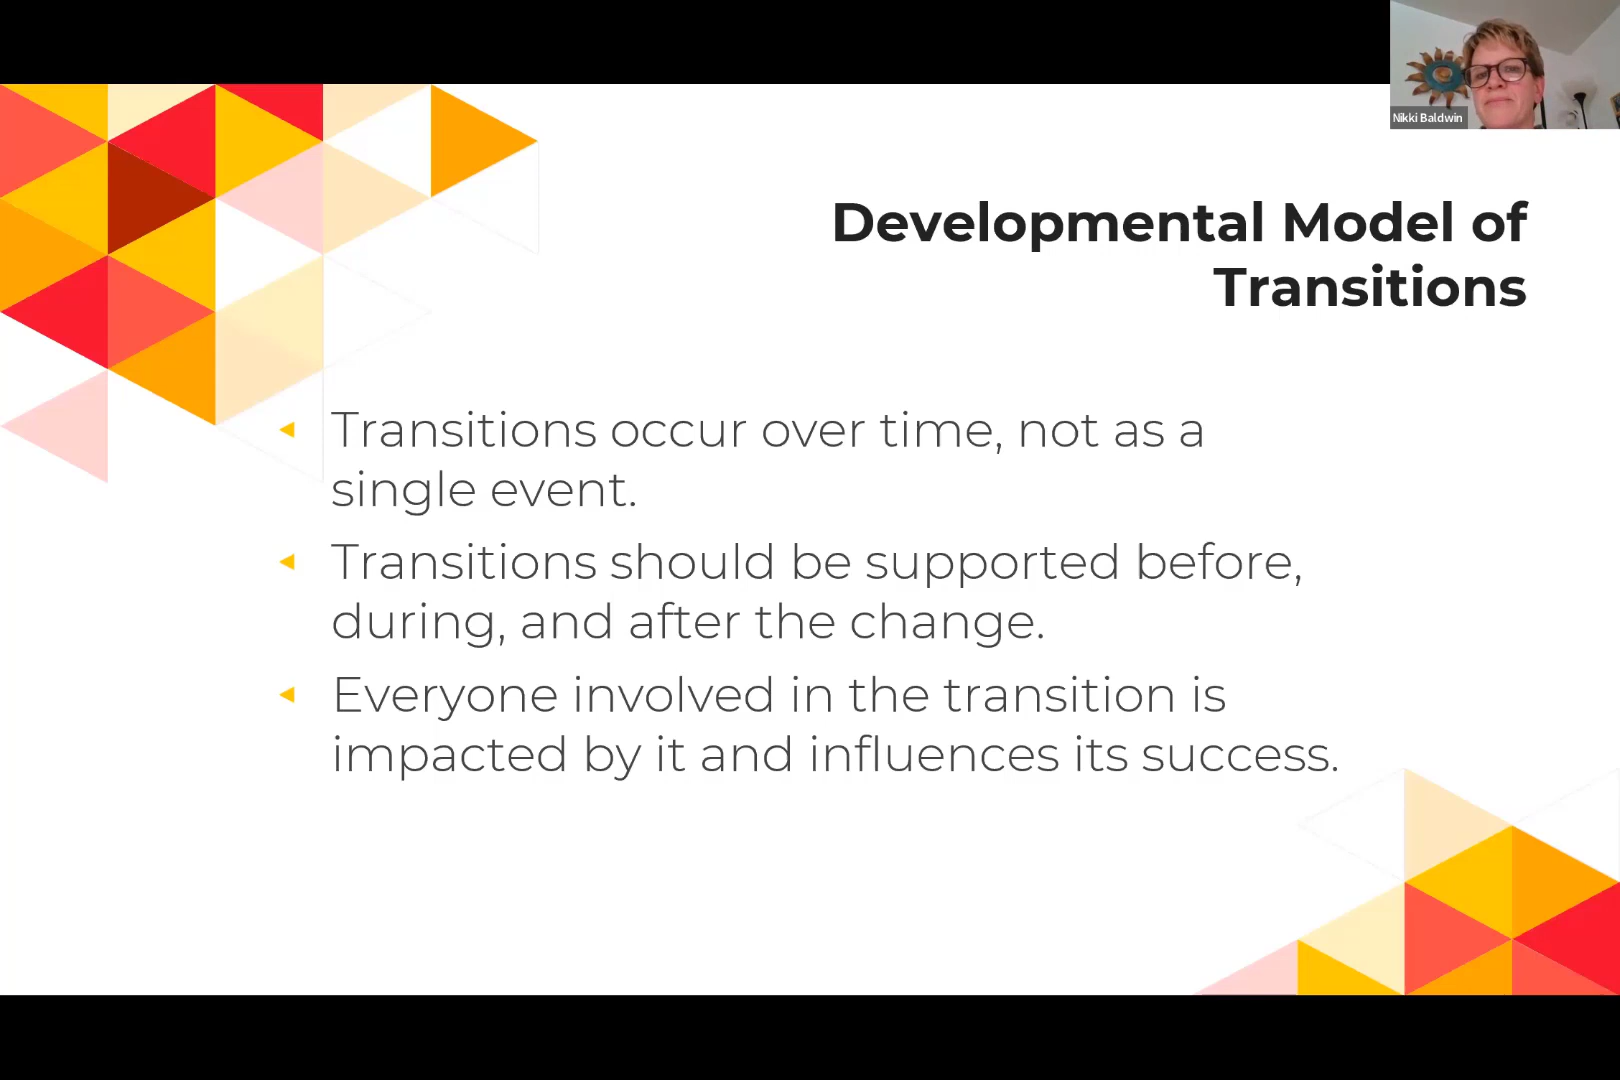 Nikki Baldwin
Developmental Model of
Transitions
Transitions occur over time, not as a
single event.
Transitions should be supported before,
during, and after the change.
Everyone involved in the transition is
impacted by it and influences its success.